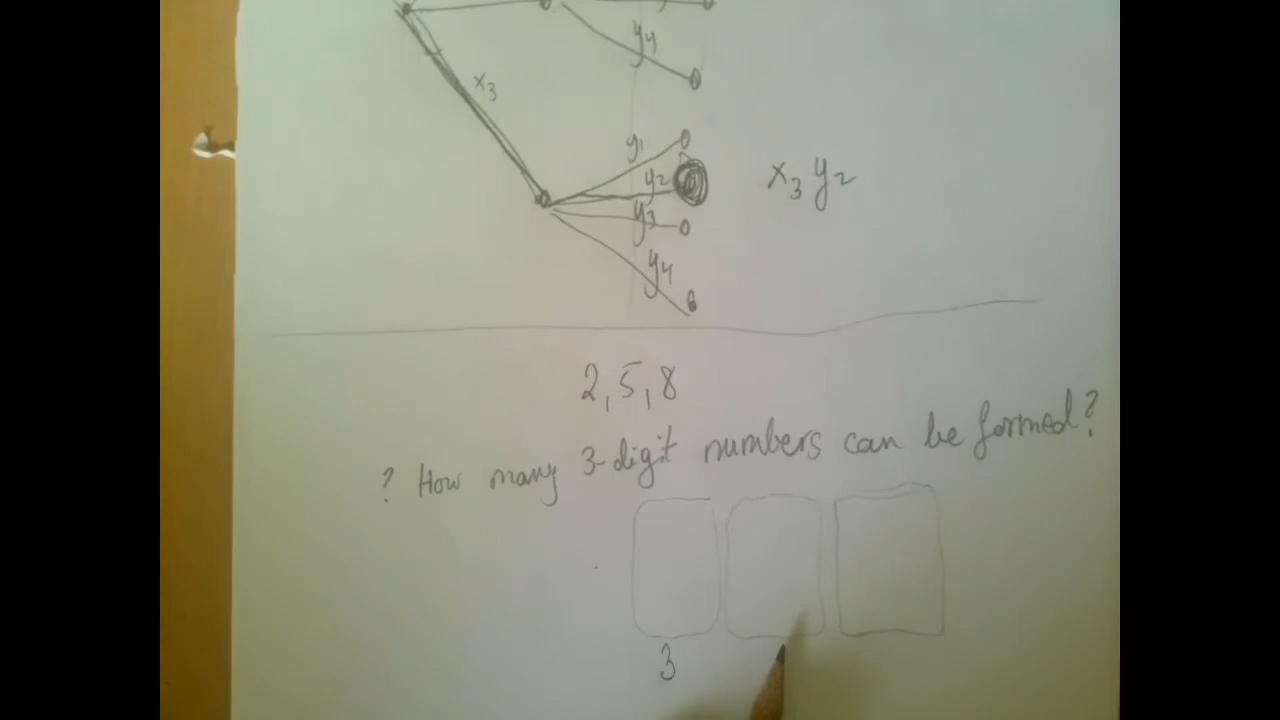 y4
x3
y1
y2
x3 y2
y3
y4
2, 5, 8
? How many 3-digit numbers can be formed?
3